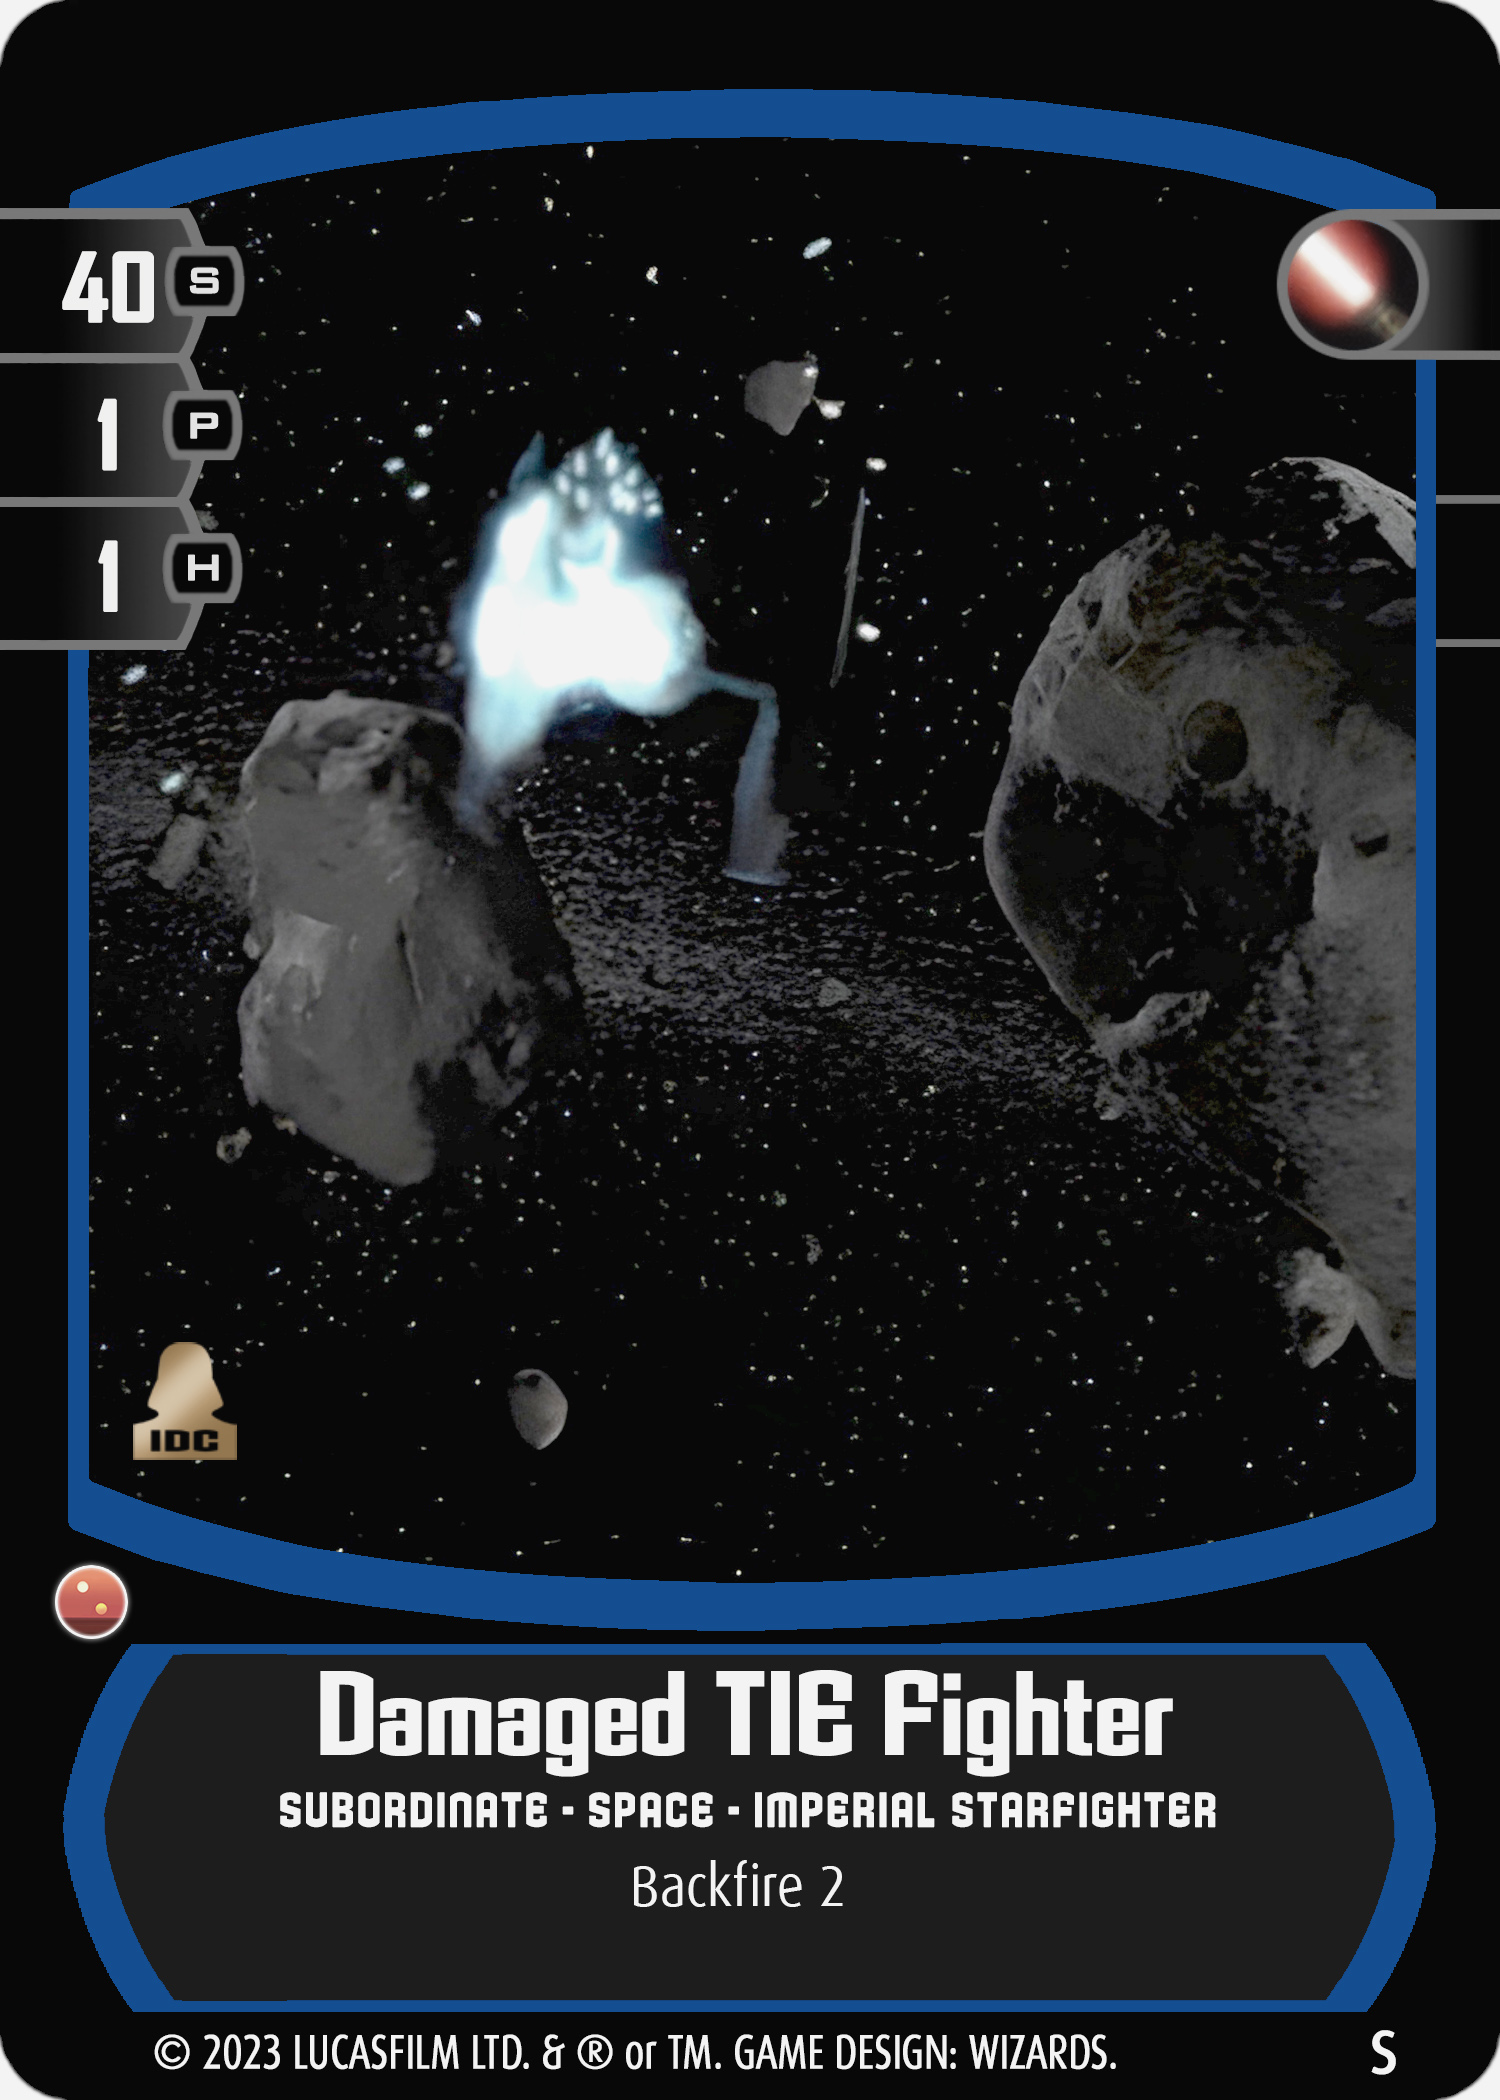 40 S
1 P
1 H
IDC
Damaged TIE Fighter
SUBORDINATE - SPACE - IMPERIAL STARFIGHTER
Backfire 2
© 2023 LUCASFILM LTD. & ® or TM. GAME DESIGN: WIZARDS. S